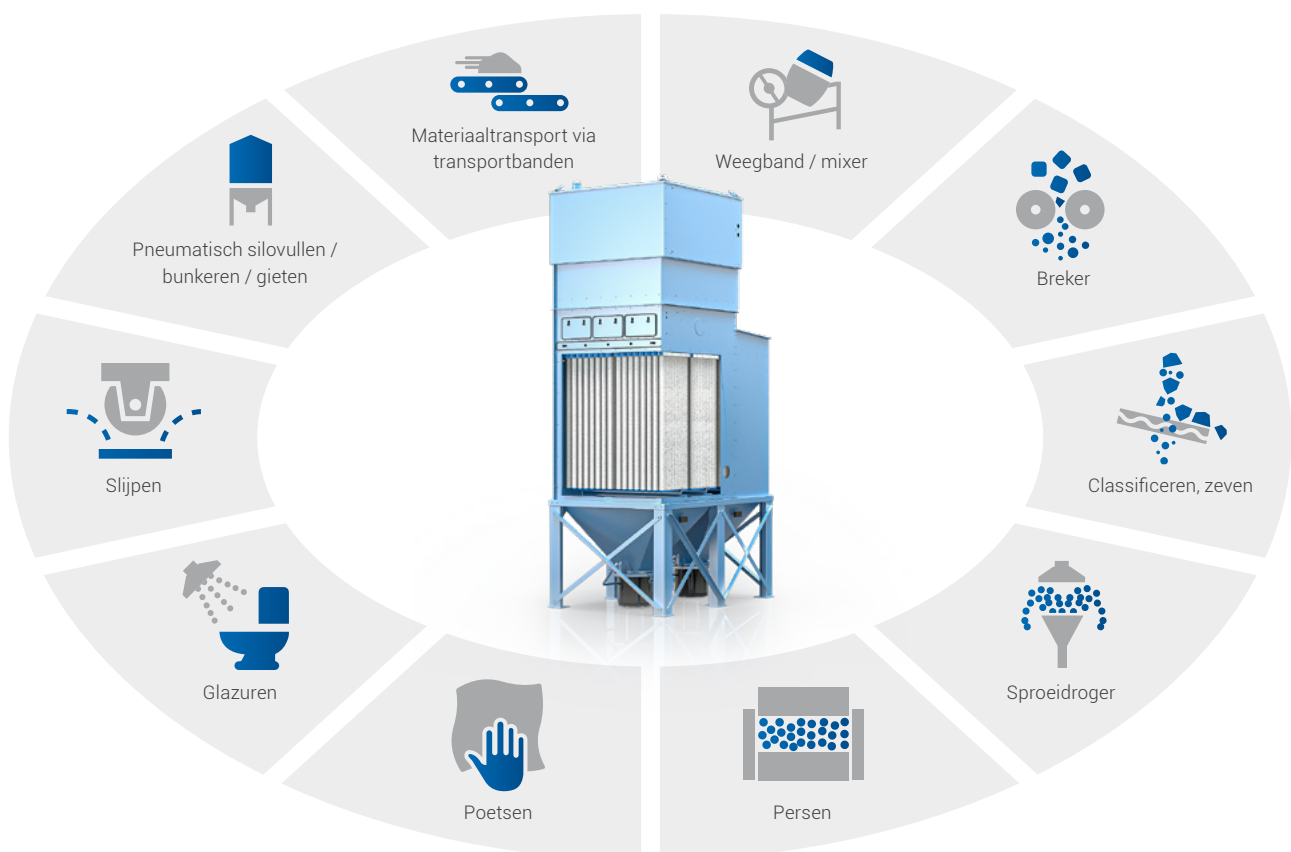 Materiaaltransport via
transportbanden
Weegband / mixer
Breker
Classificeren, zeven
Sproeidroger
Persen
Poetsen
Glazuren
Slijpen
Pneumatisch silovullen /
bunkeren / gieten